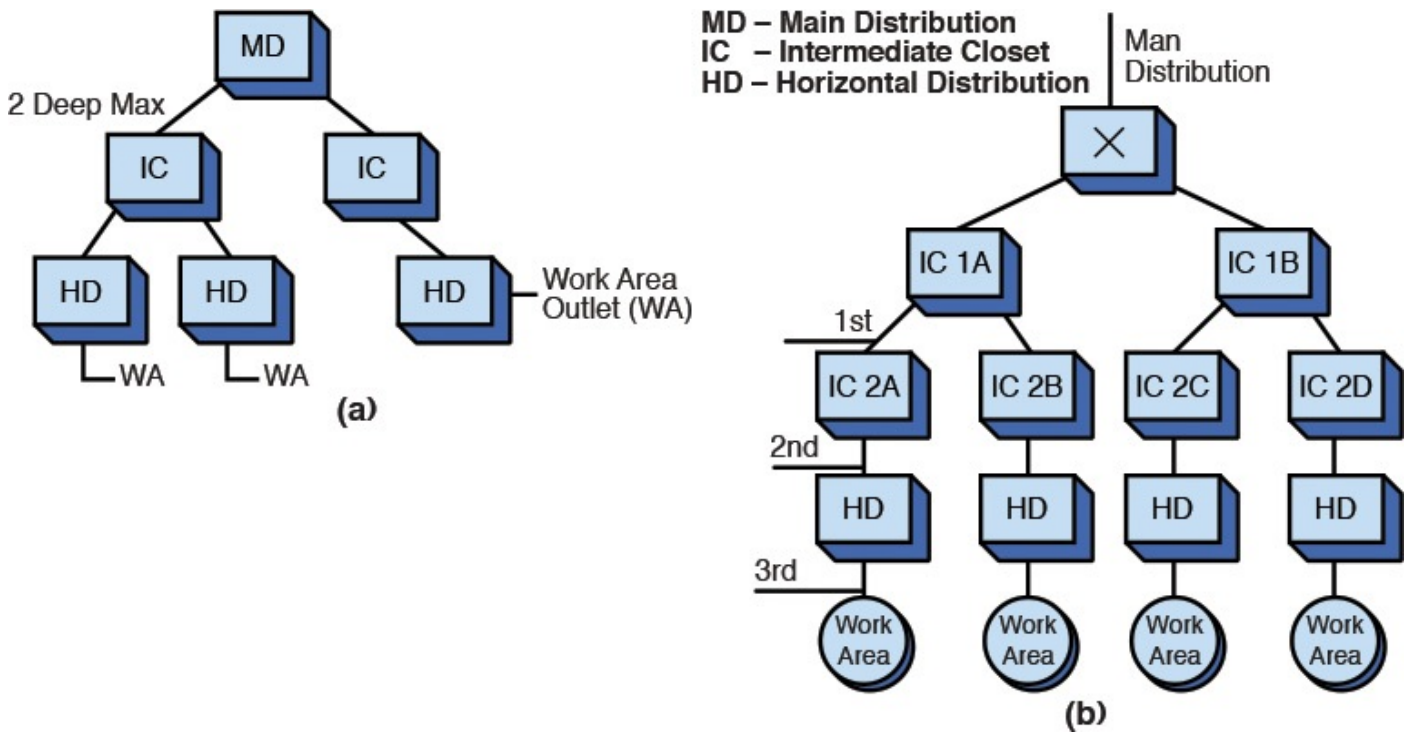 MD
2 Deep Max
IC
IC
HD
HD
HD
Work Area
Outlet (WA)
WA
WA
(a)
MD – Main Distribution
IC – Intermediate Closet
HD – Horizontal Distribution
Man
Distribution
IC 1A
IC 1B
1st
IC 2A
IC 2B
IC 2C
IC 2D
2nd
HD
HD
HD
HD
3rd
Work
Area
Work
Area
Work
Area
Work
Area
(b)